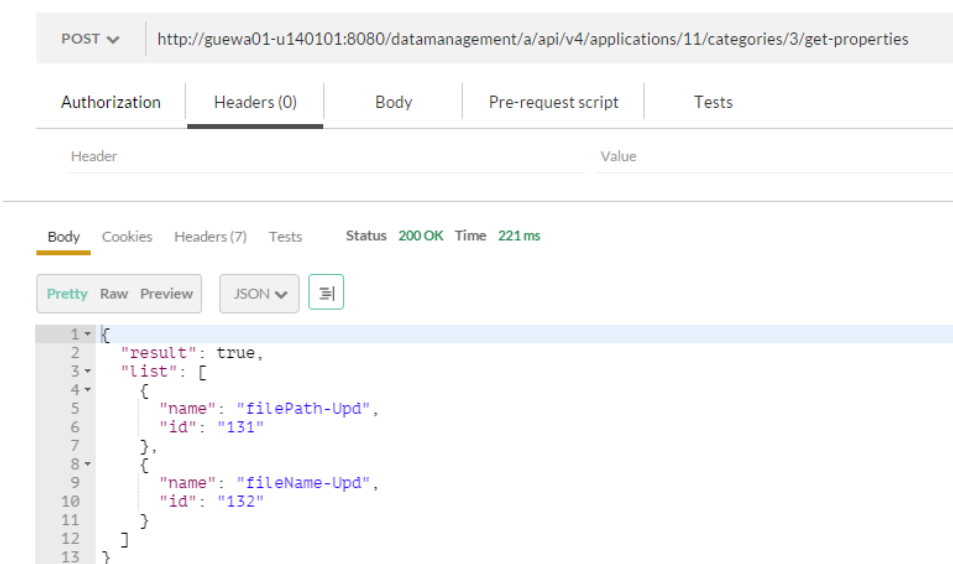 POST http://guewa01-u140101:8080/datamanagement/a/api/v4/applications/11/categories/3/get-properties
Authorization Headers (0) Body Pre-request script Tests
Header Value
Body Cookies Headers (7) Tests Status 200 OK Time 221 ms
Pretty Raw Preview JSON
1 {
2 "result": true,
3 "list": [
4 {
5 "name": "filePath-Upd",
6 "id": "131"
7 },
8 {
9 "name": "fileName-Upd",
10 "id": "132"
11 }
12 ]
13 }